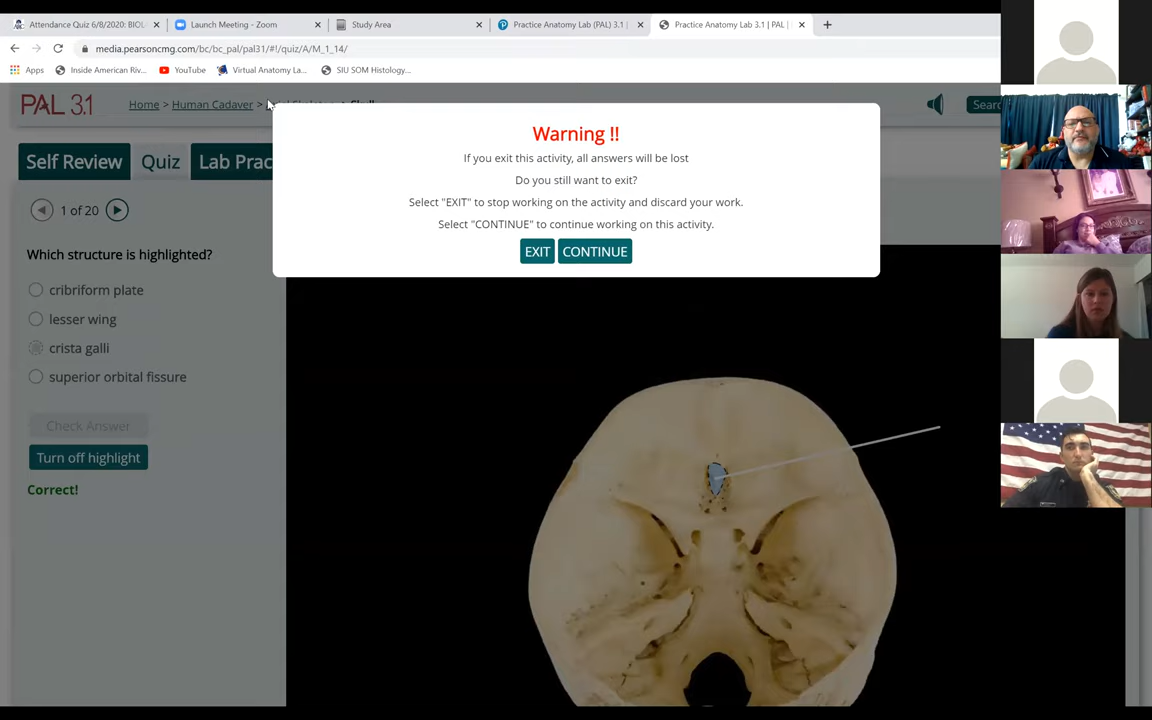 Attendance Quiz 6/8/2020: BIOL
Launch Meeting - Zoom
Study Area
Practice Anatomy Lab (PAL) 3.1 |
Practice Anatomy Lab 3.1 | PAL |
media.pearsoncmg.com/bc/bc_pal/pal31/#!/quiz/A/M_1_14/
Apps
Inside American Riv...
YouTube
Virtual Anatomy La...
SIU SOM Histology...
PAL 3.1
Home > Human Cadaver >
Sear
Self Review
Quiz
Lab Prac
1 of 20
Which structure is highlighted?
cribriform plate
lesser wing
crista galli
superior orbital fissure
Check Answer
Turn off highlight
Correct!
Warning !!
If you exit this activity, all answers will be lost
Do you still want to exit?
Select "EXIT" to stop working on the activity and discard your work.
Select "CONTINUE" to continue working on this activity.
EXIT
CONTINUE